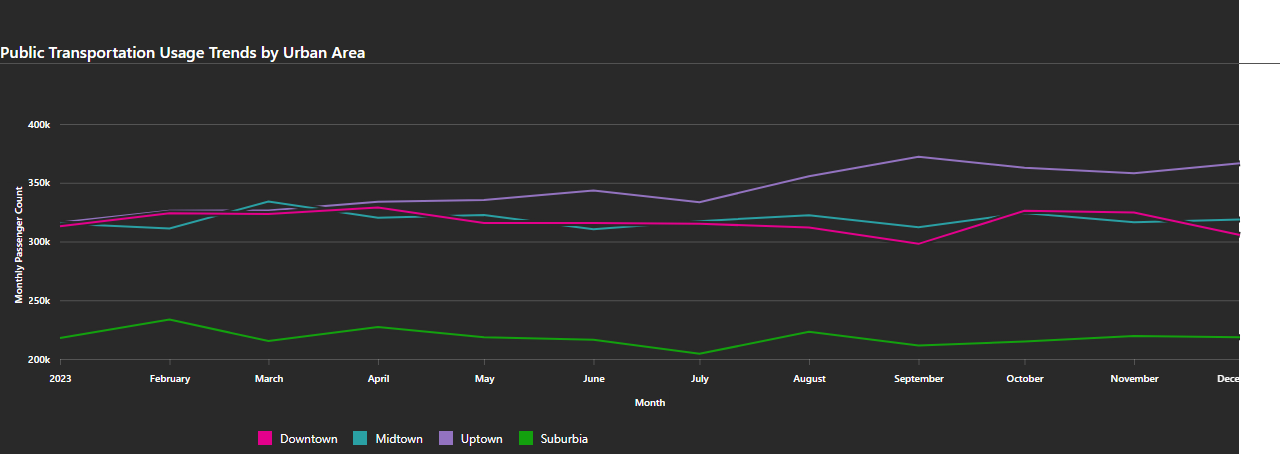 Public Transportation Usage Trends by Urban Area
400k
350k
300k
250k
200k
Monthly Passenger Count
2023 February March April May June July August September October November Dece
Month
Downtown Midtown Uptown Suburbia